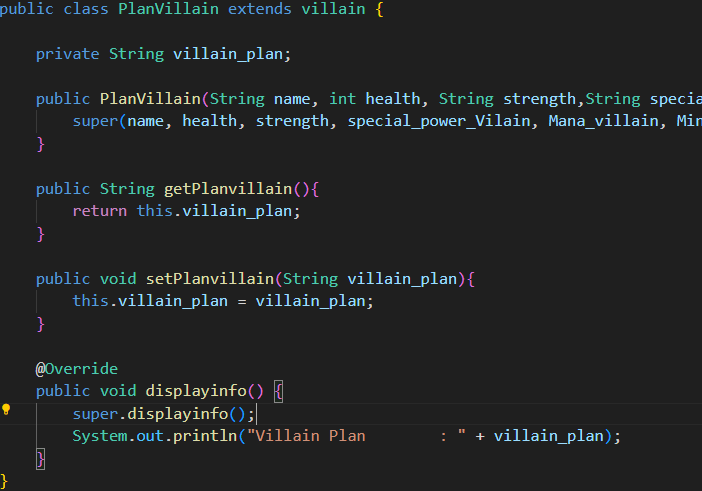 public class PlanVillain extends villain {
private String villain_plan;
public PlanVillain(String name, int health, String strength,String specia
super(name, health, strength, special_power_Vilain, Mana_villain, Min
}
public String getPlanvillain(){
return this.villain_plan;
}
public void setPlanvillain(String villain_plan){
this.villain_plan = villain_plan;
}
@Override
public void displayinfo() {
super.displayinfo();
System.out.println("Villain Plan        : " + villain_plan);
}
}